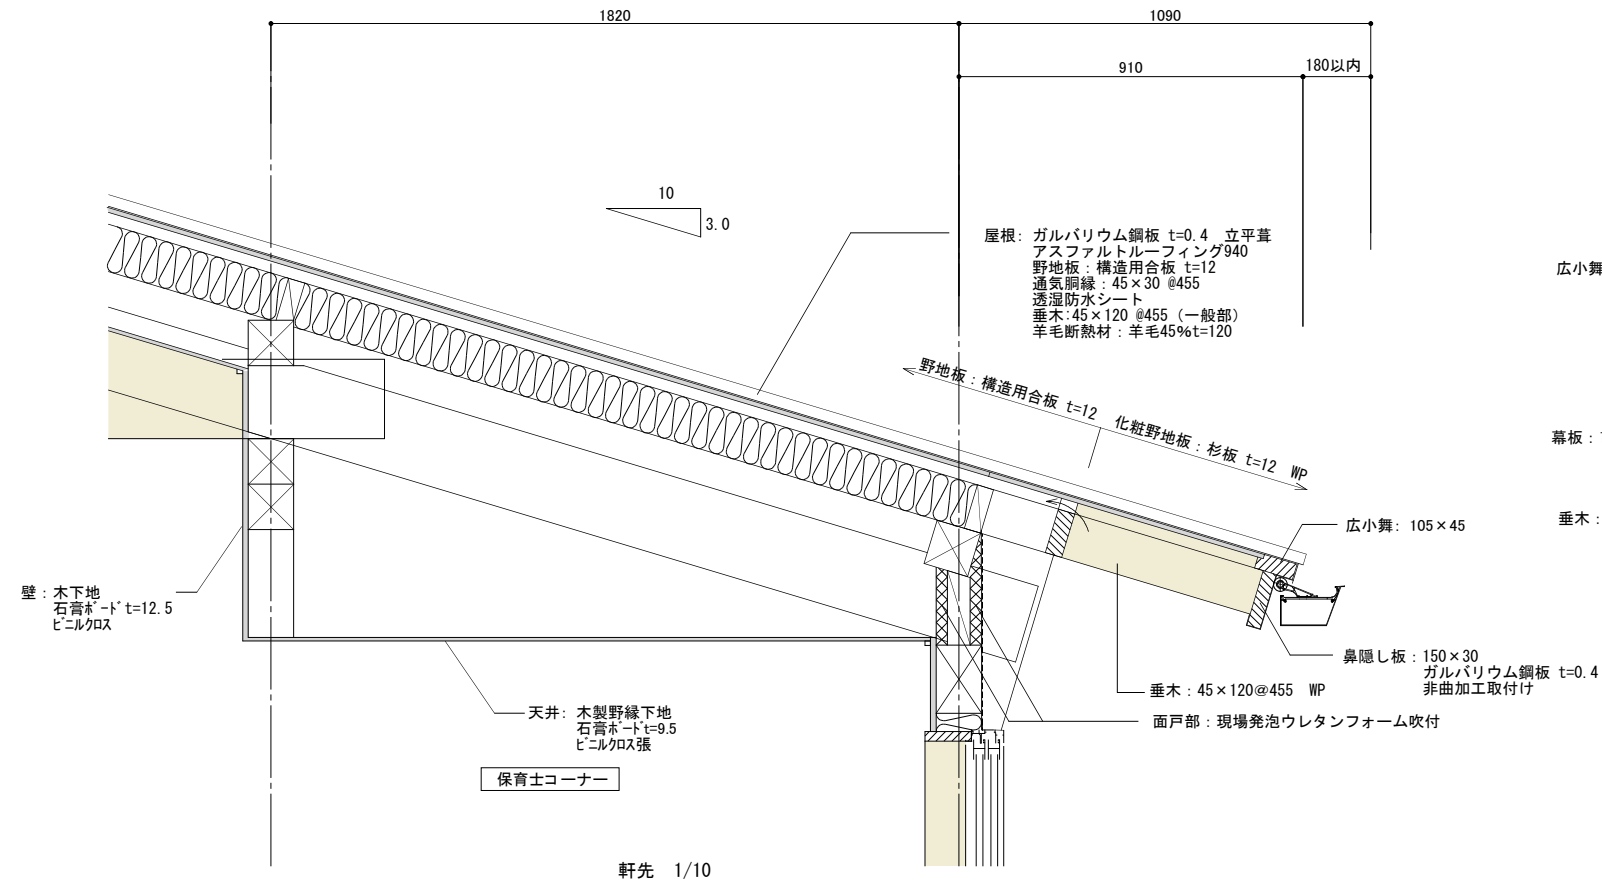 1820
1090
910
180以内
10
3.0
屋根: ガルバリウム鋼板 t=0.4 立平葺
アスファルトルーフィング940
野地板：構造用合板 t=12
通気胴縁：45×30 @455
透湿防水シート
垂木:45×120 @455（一般部）
羊毛断熱材：羊毛45%t=120
広小舞
野地板：構造用合板 t=12
化粧野地板：杉板 t=12 WP
幕板：
垂木：
広小舞: 105×45
壁：木下地
石膏ﾎﾞｰﾄﾞt=12.5
ﾋﾞﾆﾙｸﾛｽ
鼻隠し板：150×30
ガルバリウム鋼板 t=0.4
非曲加工取付け
垂木：45×120@455 WP
面戸部：現場発泡ウレタンフォーム吹付
天井: 木製野縁下地
石膏ﾎﾞｰﾄﾞt=9.5
ﾋﾞﾆﾙｸﾛｽ張
保育士コーナー
軒先 1/10